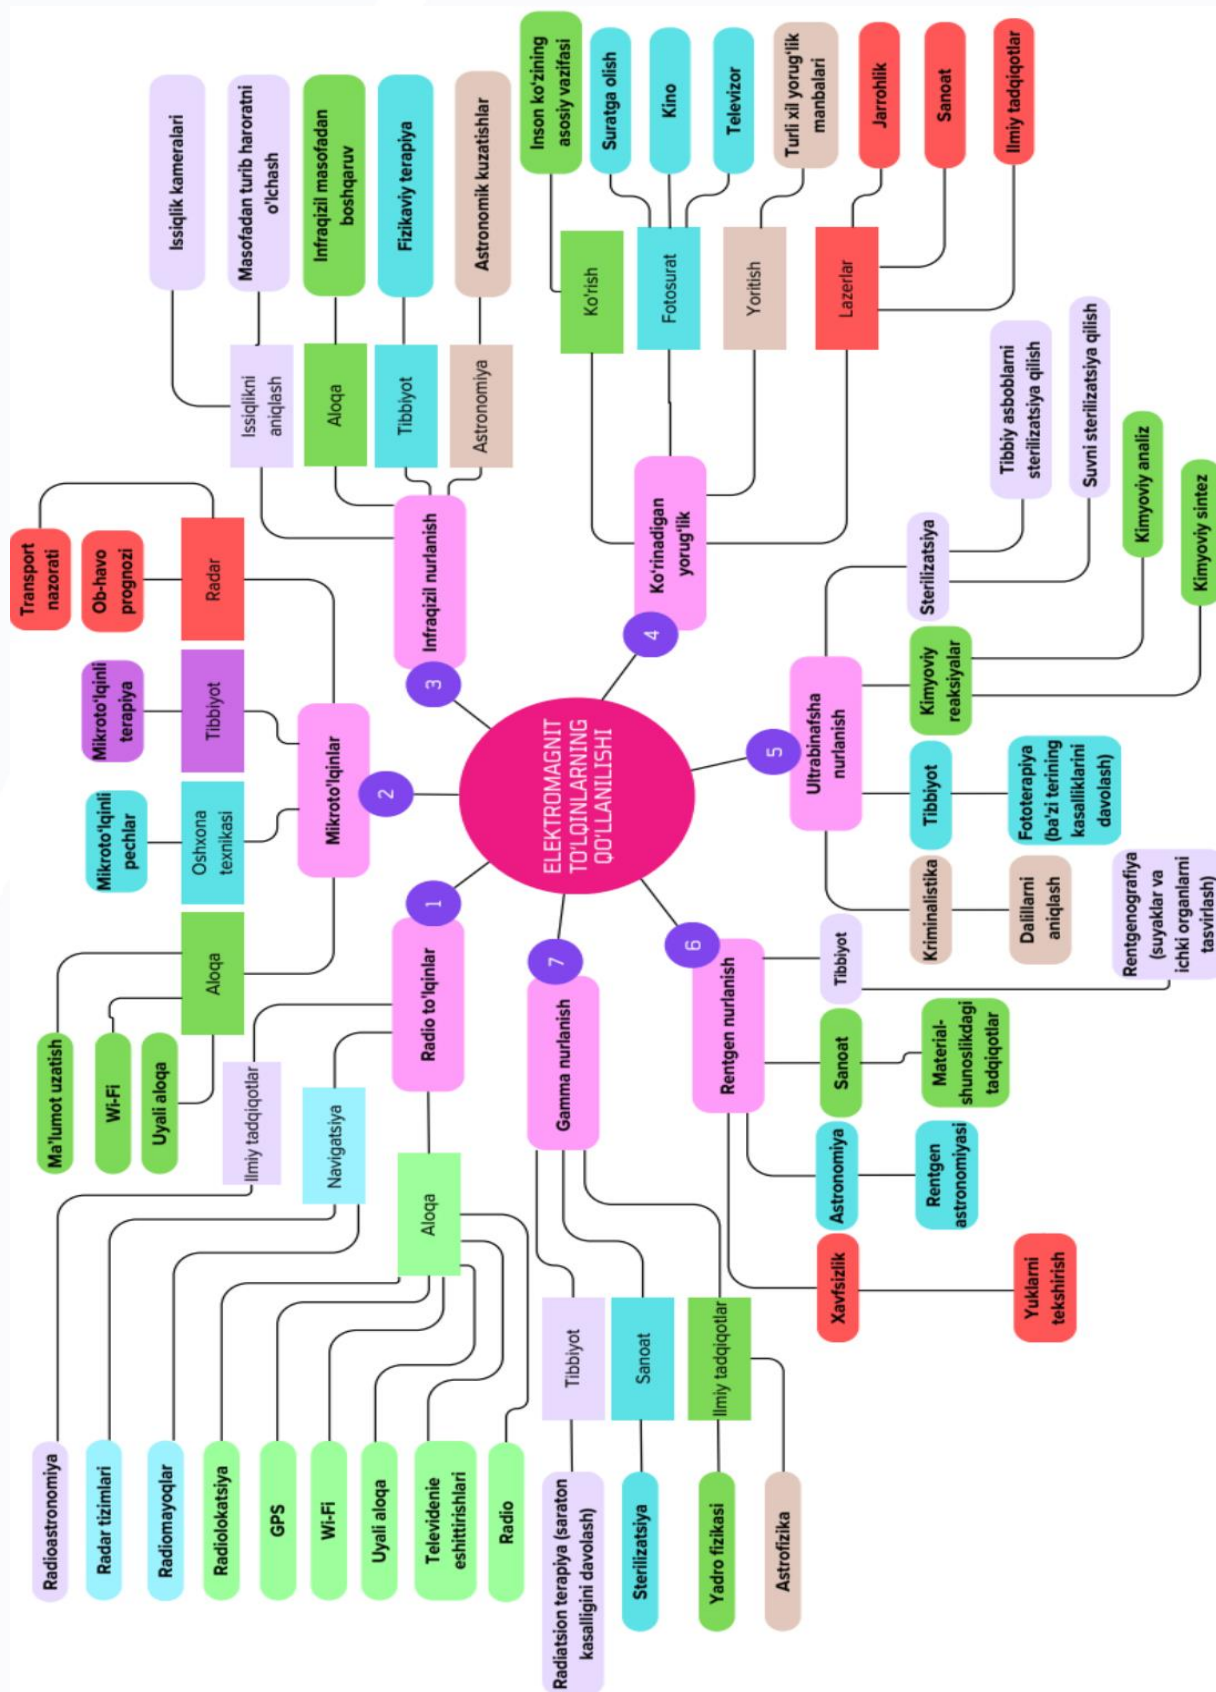 ELEKTROMAGNIT
TO'LQINLARNING
QO'LLANILISHI
1
Radio to'lqinlar
Ilmiy tadqiqotlar
Radioastronomiya
Navigatsiya
Radar tizimlari
Radiomayoqlar
Aloqa
Radiolokatsiya
GPS
Wi-Fi
Uyali aloqa
Televidenie
eshittirishlari
Radio
2
Mikroto'lqinlar
Aloqa
Ma'lumot uzatish
Wi-Fi
Uyali aloqa
Oshxona
texnikasi
Mikroto'lqinli
pechlar
Tibbiyot
Mikroto'lqinli
terapiya
Radar
Ob-havo
prognozi
Transport
nazorati
3
Infraqizil nurlanish
Issiqlikni
aniqlash
Issiqlik kameralari
Masofadan turib haroratni
o'lchash
Aloqa
Infraqizil masofadan
boshqaruv
Tibbiyot
Fizikaviy terapiya
Astronomiya
Astronomik kuzatishlar
4
Ko'rinadigan
yorug'lik
Ko'rish
Inson ko'zining
asosiy vazifasi
Fotosurat
Suratga olish
Kino
Televizor
Yoritish
Turli xil yorug'lik
manbalari
Lazerlar
Jarrohlik
Sanoat
Ilmiy tadqiqotlar
5
Ultrabinafsha
nurlanish
Sterilizatsiya
Tibbiy asboblarni
sterilizatsiya qilish
Suvni sterilizatsiya qilish
Kimyoviy
reaksiyalar
Kimyoviy analiz
Kimyoviy sintez
Tibbiyot
Fototerapiya
(ba'zi terining
kasalliklarini
davolash)
Kriminalistika
Dalillarni
aniqlash
6
Rentgen nurlanish
Tibbiyot
Rentgenografiya
(suyaklar va
ichki organlarni
tasvirlash)
Sanoat
Material-
shunoslikdagi
tadqiqotlar
Astronomiya
Rentgen
astronomiyasi
Xavfsizlik
Yuklarni
tekshirish
7
Gamma nurlanish
Tibbiyot
Radiatsion terapiya (saraton
kasalligini davolash)
Sanoat
Sterilizatsiya
Ilmiy tadqiqotlar
Yadro fizikasi
Astrofizika